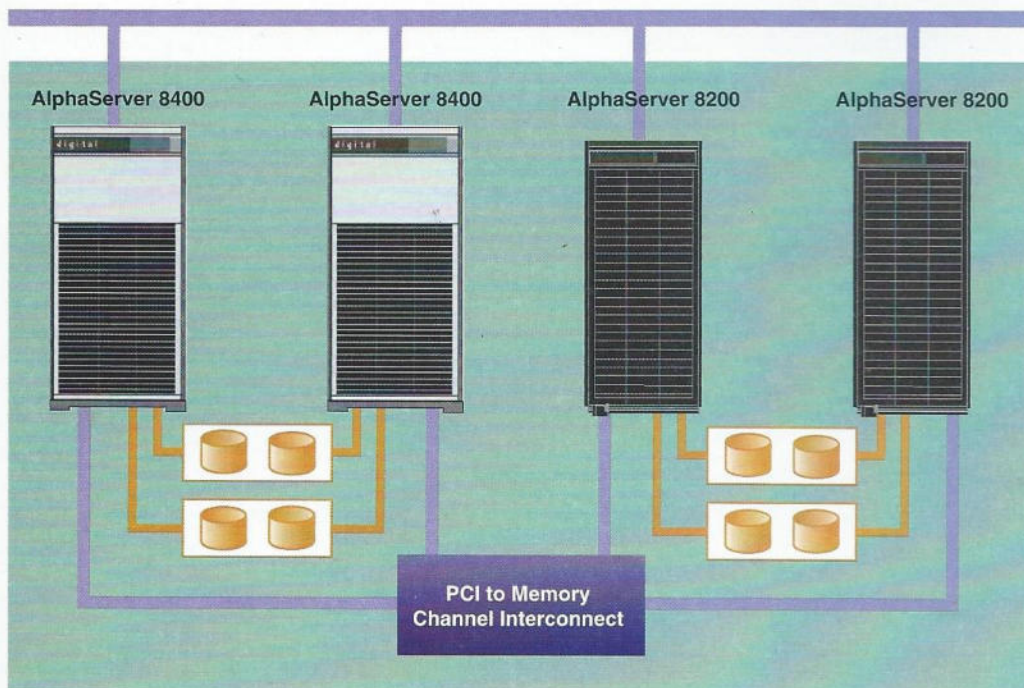 AlphaServer 8400
AlphaServer 8400
AlphaServer 8200
AlphaServer 8200
digital
digital
PCI to Memory
Channel Interconnect